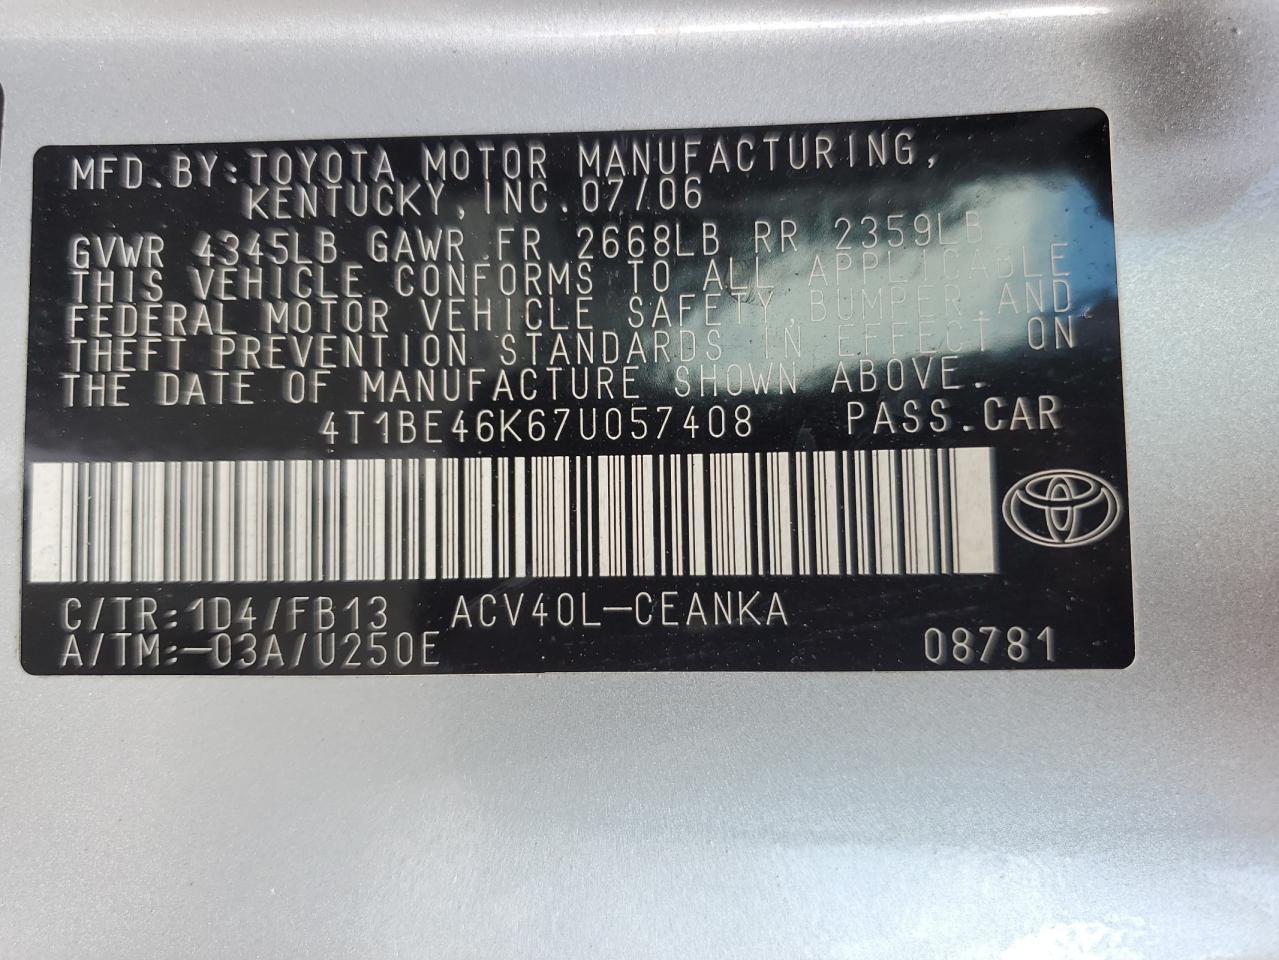 MFD.BY:TOYOTA MOTOR MANUFACTURING,
KENTUCKY, INC.07/06
GVWR 4345LB GAWR FR 2668LB RR 2359LB
THIS VEHICLE CONFORMS TO ALL APPLICABLE
FEDERAL MOTOR VEHICLE SAFETY, BUMPER, AND
THEFT PREVENTION STANDARDS IN EFFECT ON
THE DATE OF MANUFACTURE SHOWN ABOVE.
4T1BE46K67U057408 PASS.CAR
C/TR:1D4/FB13 ACV40L-CEANKA
A/TM:-03A/U250E 08781